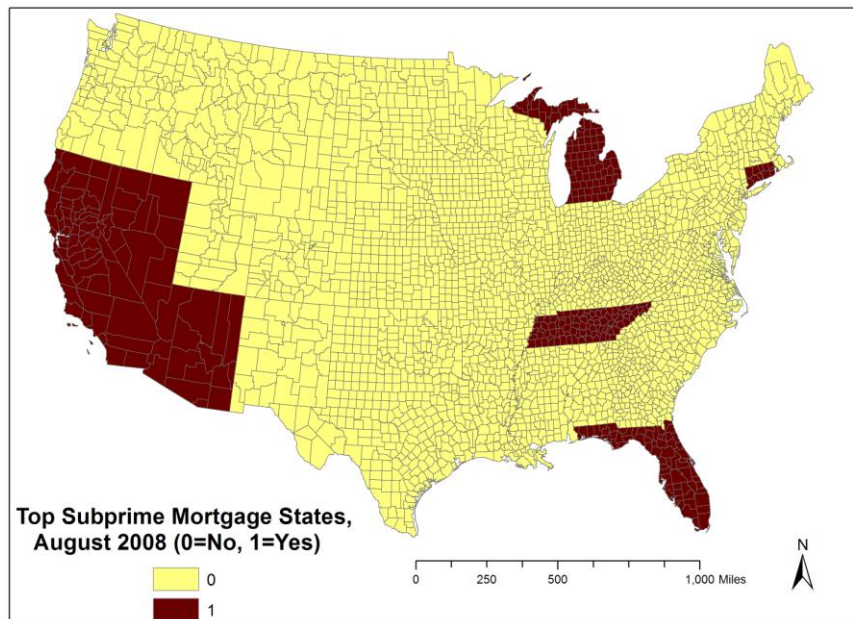 Top Subprime Mortgage States,
August 2008 (0=No, 1=Yes)
0
1
0 250 500 1,000 Miles
N